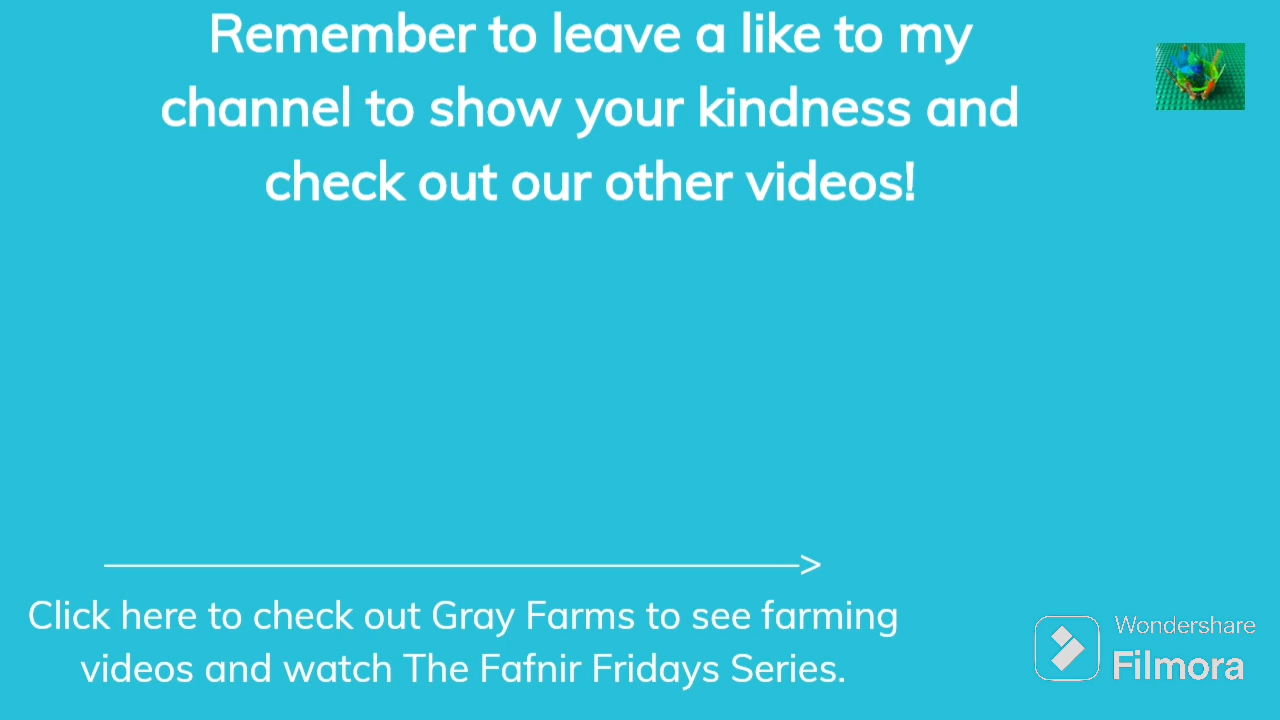 Remember to leave a like to my
channel to show your kindness and
check out our other videos!
————————————————>
Click here to check out Gray Farms to see farming
videos and watch The Fafnir Fridays Series.
Wondershare
Filmora